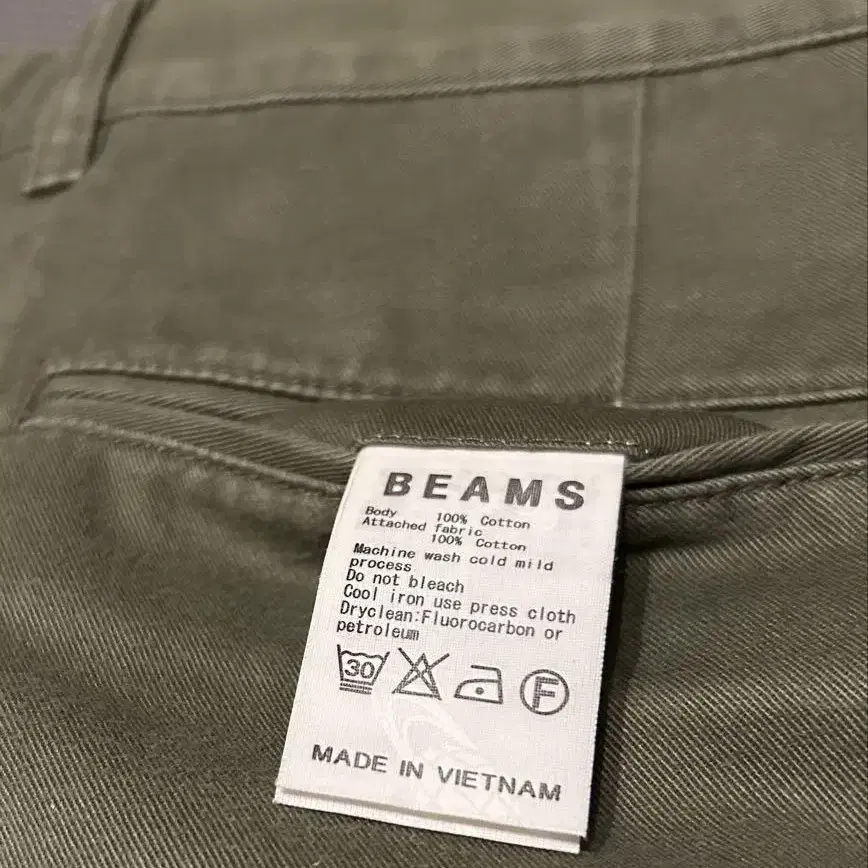 BEAMS
Body 100% Cotton
Attached fabric
100% Cotton
Machine wash cold mild
process
Do not bleach
Cool iron use press cloth
Dryclean:Fluorocarbon or
petroleum
30
F
MADE IN VIETNAM